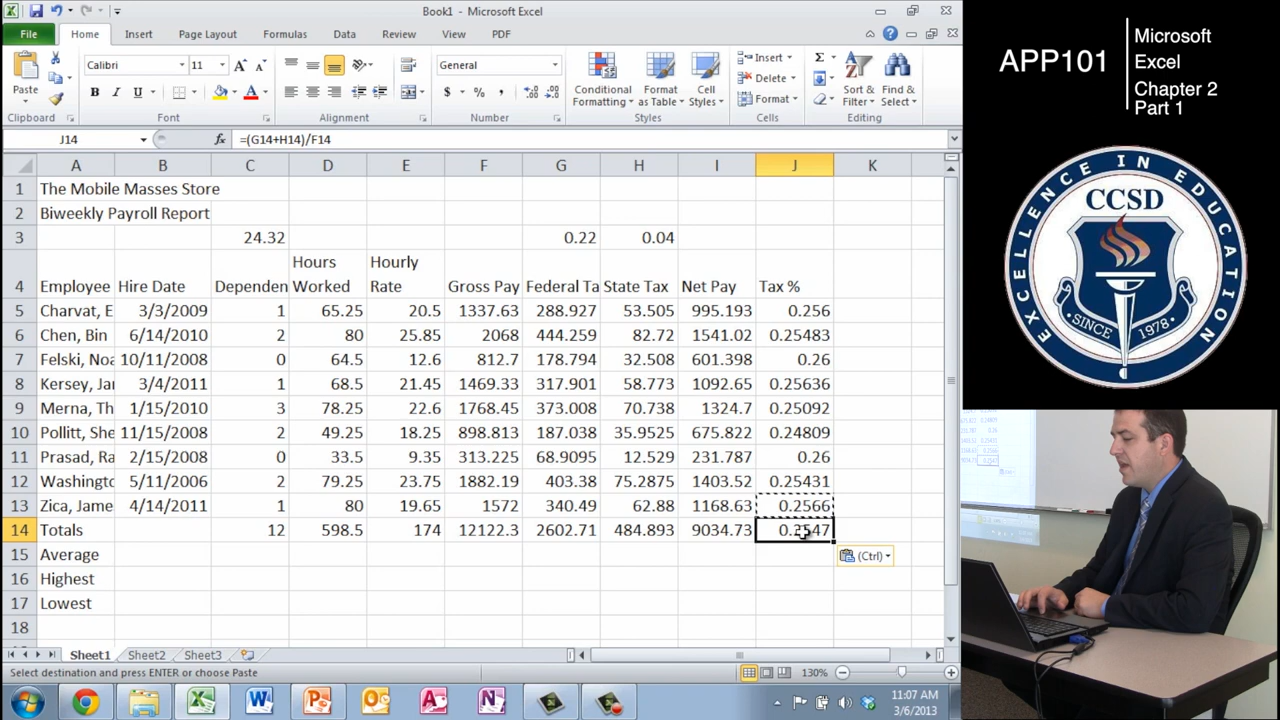 Book1 - Microsoft Excel
File Home Insert Page Layout Formulas Data Review View PDF
Paste
Calibri 11
B I U
General
$ % ,
Conditional Formatting
Format as Table
Cell Styles
Insert
Delete
Format
Sort & Filter
Find & Select
Clipboard Font Alignment Number Styles Cells Editing
J14 fx =(G14+H14)/F14
A B C D E F G H I J K
1 The Mobile Masses Store
2 Biweekly Payroll Report
3 24.32 0.22 0.04
Hours Hourly
4 Employee Hire Date Dependen Worked Rate Gross Pay Federal Ta State Tax Net Pay Tax %
5 Charvat, E 3/3/2009 1 65.25 20.5 1337.63 288.927 53.505 995.193 0.256
6 Chen, Bin 6/14/2010 2 80 25.85 2068 444.259 82.72 1541.02 0.25483
7 Felski, Noa 10/11/2008 0 64.5 12.6 812.7 178.794 32.508 601.398 0.26
8 Kersey, Jar 3/4/2011 1 68.5 21.45 1469.33 317.901 58.773 1092.65 0.25636
9 Merna, Th 1/15/2010 3 78.25 22.6 1768.45 373.008 70.738 1324.7 0.25092
10 Pollitt, She 11/15/2008 2 49.25 18.25 898.813 187.038 35.9525 675.822 0.24809
11 Prasad, Ra 2/15/2008 0 33.5 9.35 313.225 68.9095 12.529 231.787 0.26
12 Washingto 5/11/2006 2 79.25 23.75 1882.19 403.38 75.2875 1403.52 0.25431
13 Zica, Jame 4/14/2011 1 80 19.65 1572 340.49 62.88 1168.63 0.2566
14 Totals 12 598.5 174 12122.3 2602.71 484.893 9034.73 0.2547
15 Average
16 Highest
17 Lowest
18
(Ctrl)
Sheet1 Sheet2 Sheet3
Select destination and press ENTER or choose Paste 130%
11:07 AM
3/6/2013
APP101
Microsoft
Excel
Chapter 2
Part 1
EXCELLENCE IN EDUCATION
CCSD
SINCE 1978